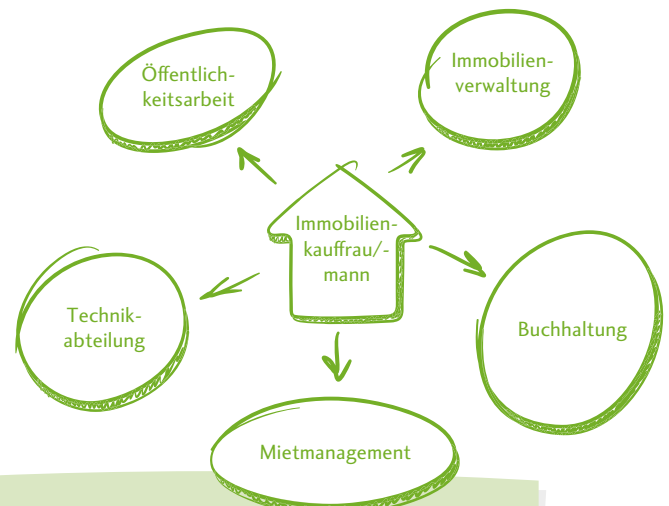 Öffentlich-
keitsarbeit
Immobilien-
verwaltung
Immobilien-
kauffrau/-
mann
Technik-
abteilung
Buchhaltung
Mietmanagement